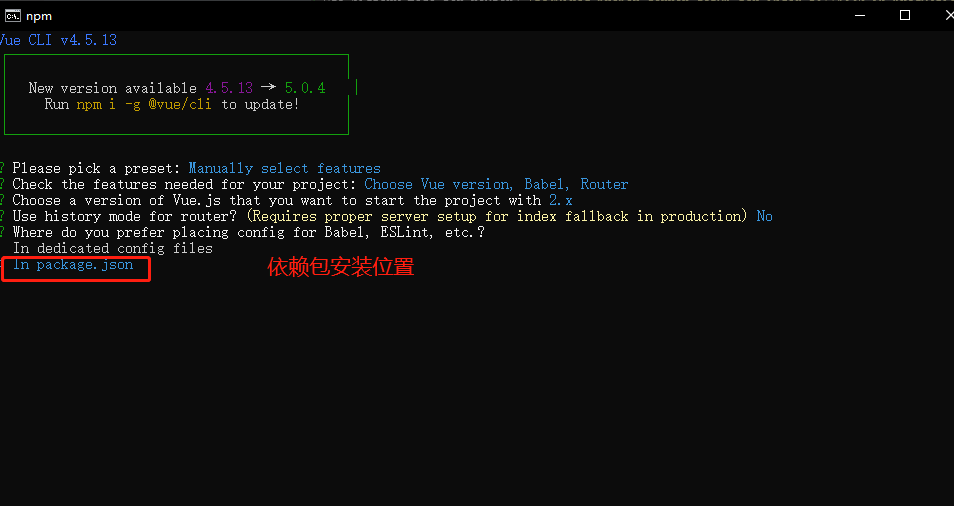 npm
Vue CLI v4.5.13
New version available 4.5.13 → 5.0.4
Run npm i -g @vue/cli to update!
? Please pick a preset: Manually select features
? Check the features needed for your project: Choose Vue version, Babel, Router
? Choose a version of Vue.js that you want to start the project with 2.x
? Use history mode for router? (Requires proper server setup for index fallback in production) No
? Where do you prefer placing config for Babel, ESLint, etc.?
In dedicated config files
In package.json
依赖包安装位置